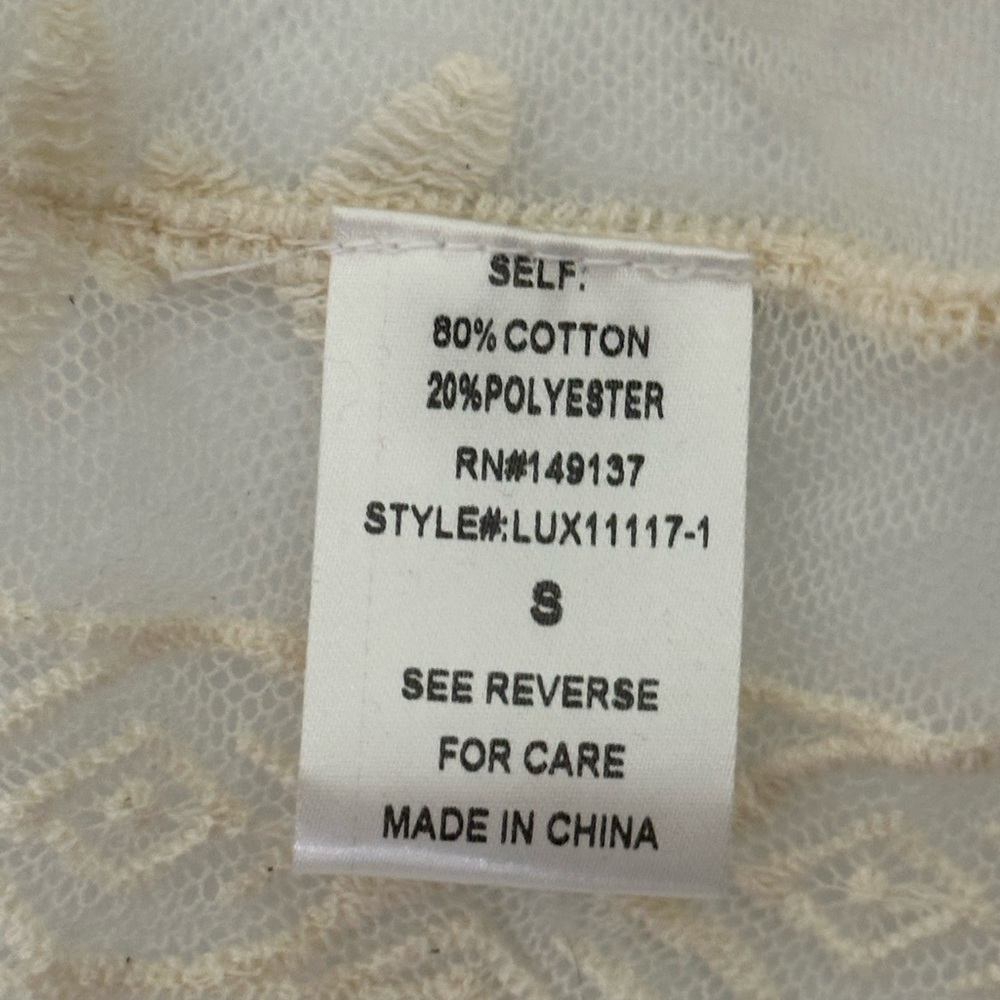 SELF:
80% COTTON
20%POLYESTER
RN#149137
STYLE#:LUX11117-1
S
SEE REVERSE
FOR CARE
MADE IN CHINA